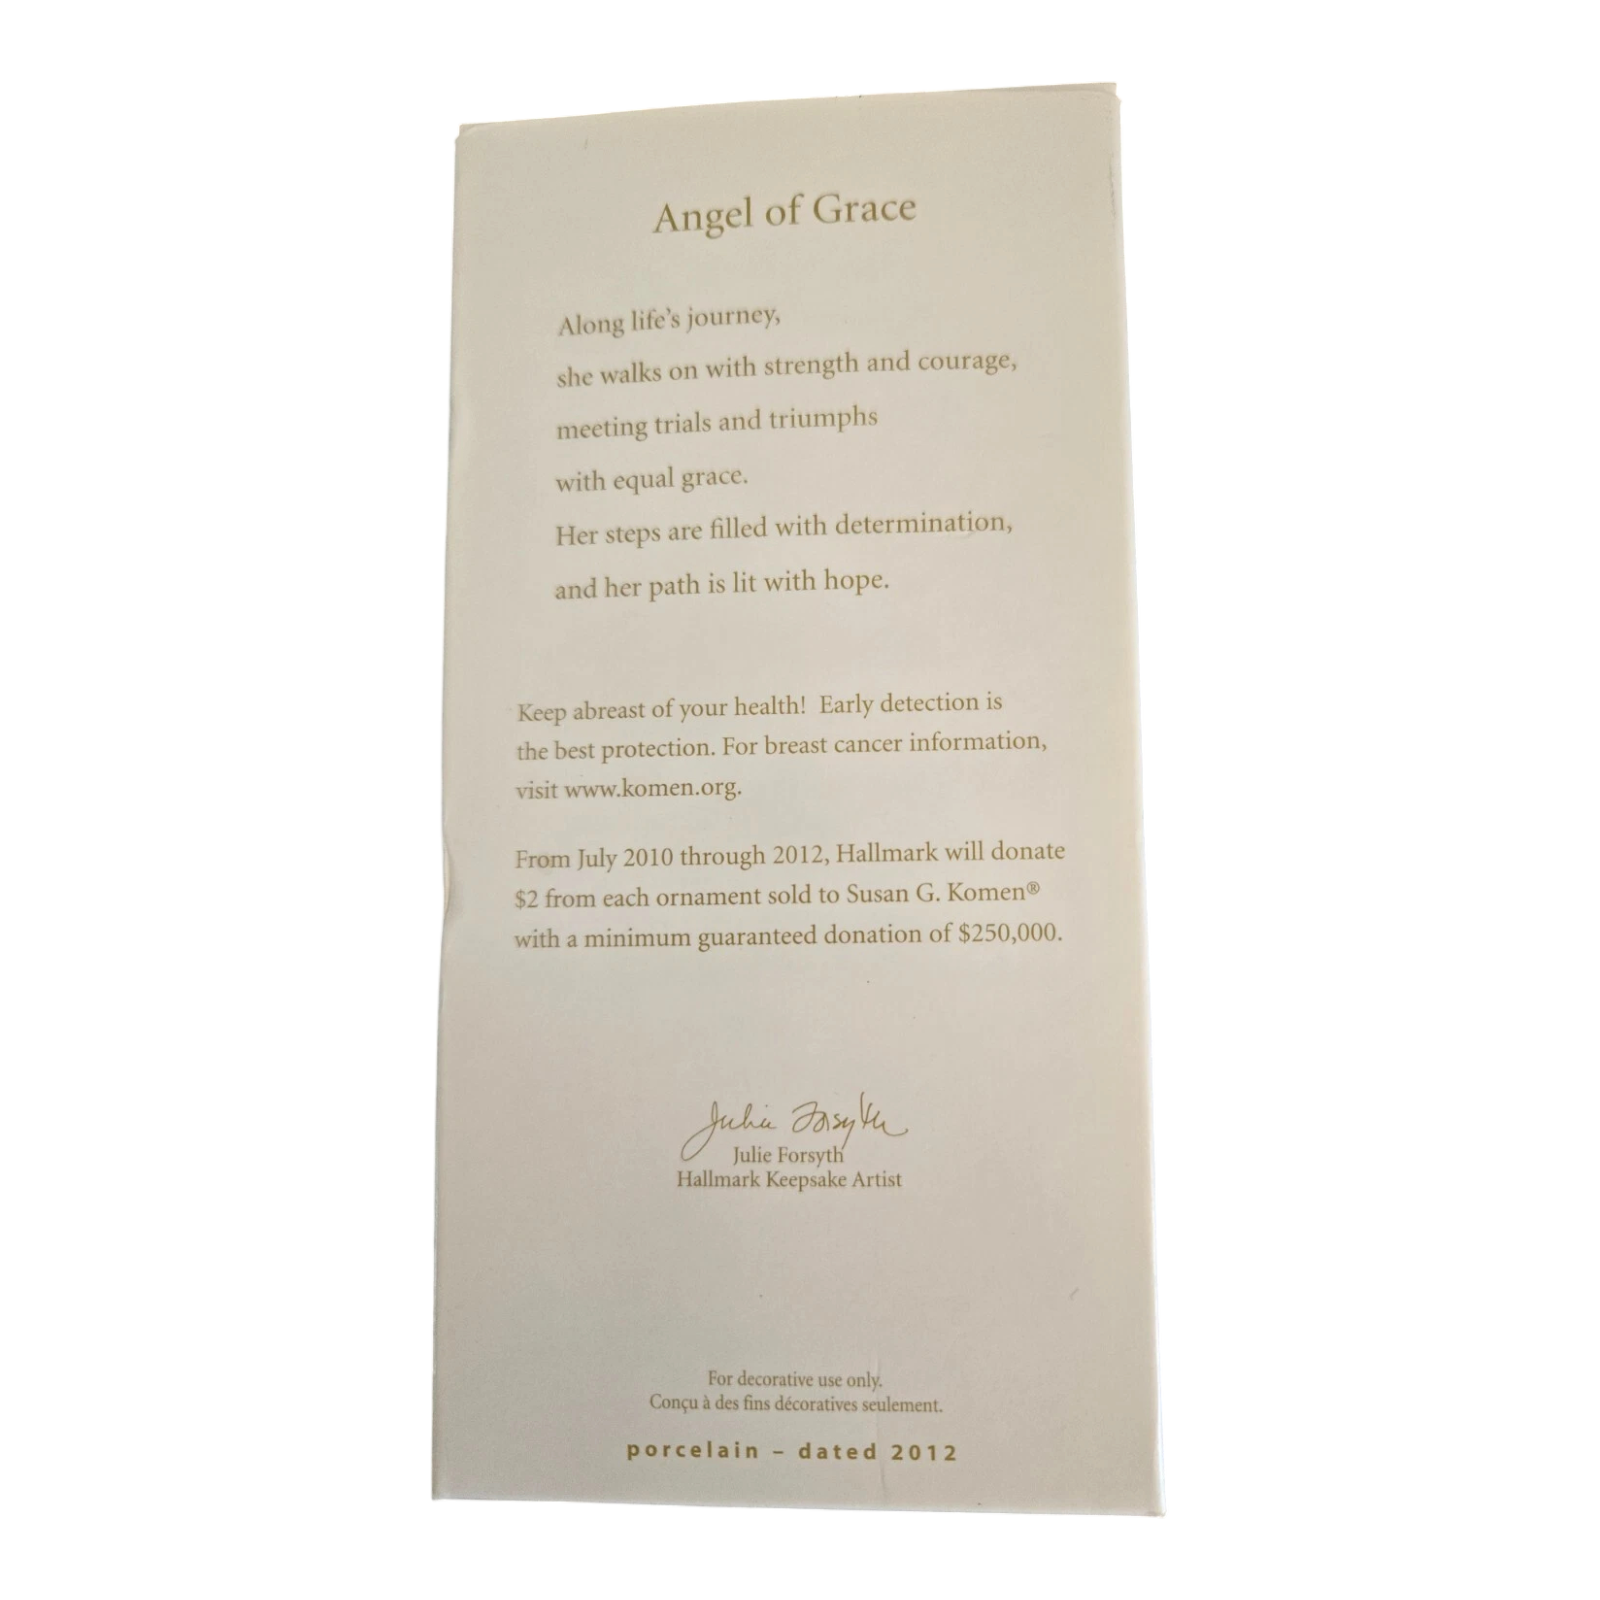 Angel of Grace
Along life's journey,
she walks on with strength and courage,
meeting trials and triumphs
with equal grace.
Her steps are filled with determination,
and her path is lit with hope.
Keep abreast of your health!  Early detection is
the best protection. For breast cancer information,
visit www.komen.org.
From July 2010 through 2012, Hallmark will donate
$2 from each ornament sold to Susan G. Komen®
with a minimum guaranteed donation of $250,000.
Julie Forsyth
Julie Forsyth
Hallmark Keepsake Artist
For decorative use only.
Conçu à des fins décoratives seulement.
porcelain – dated 2012